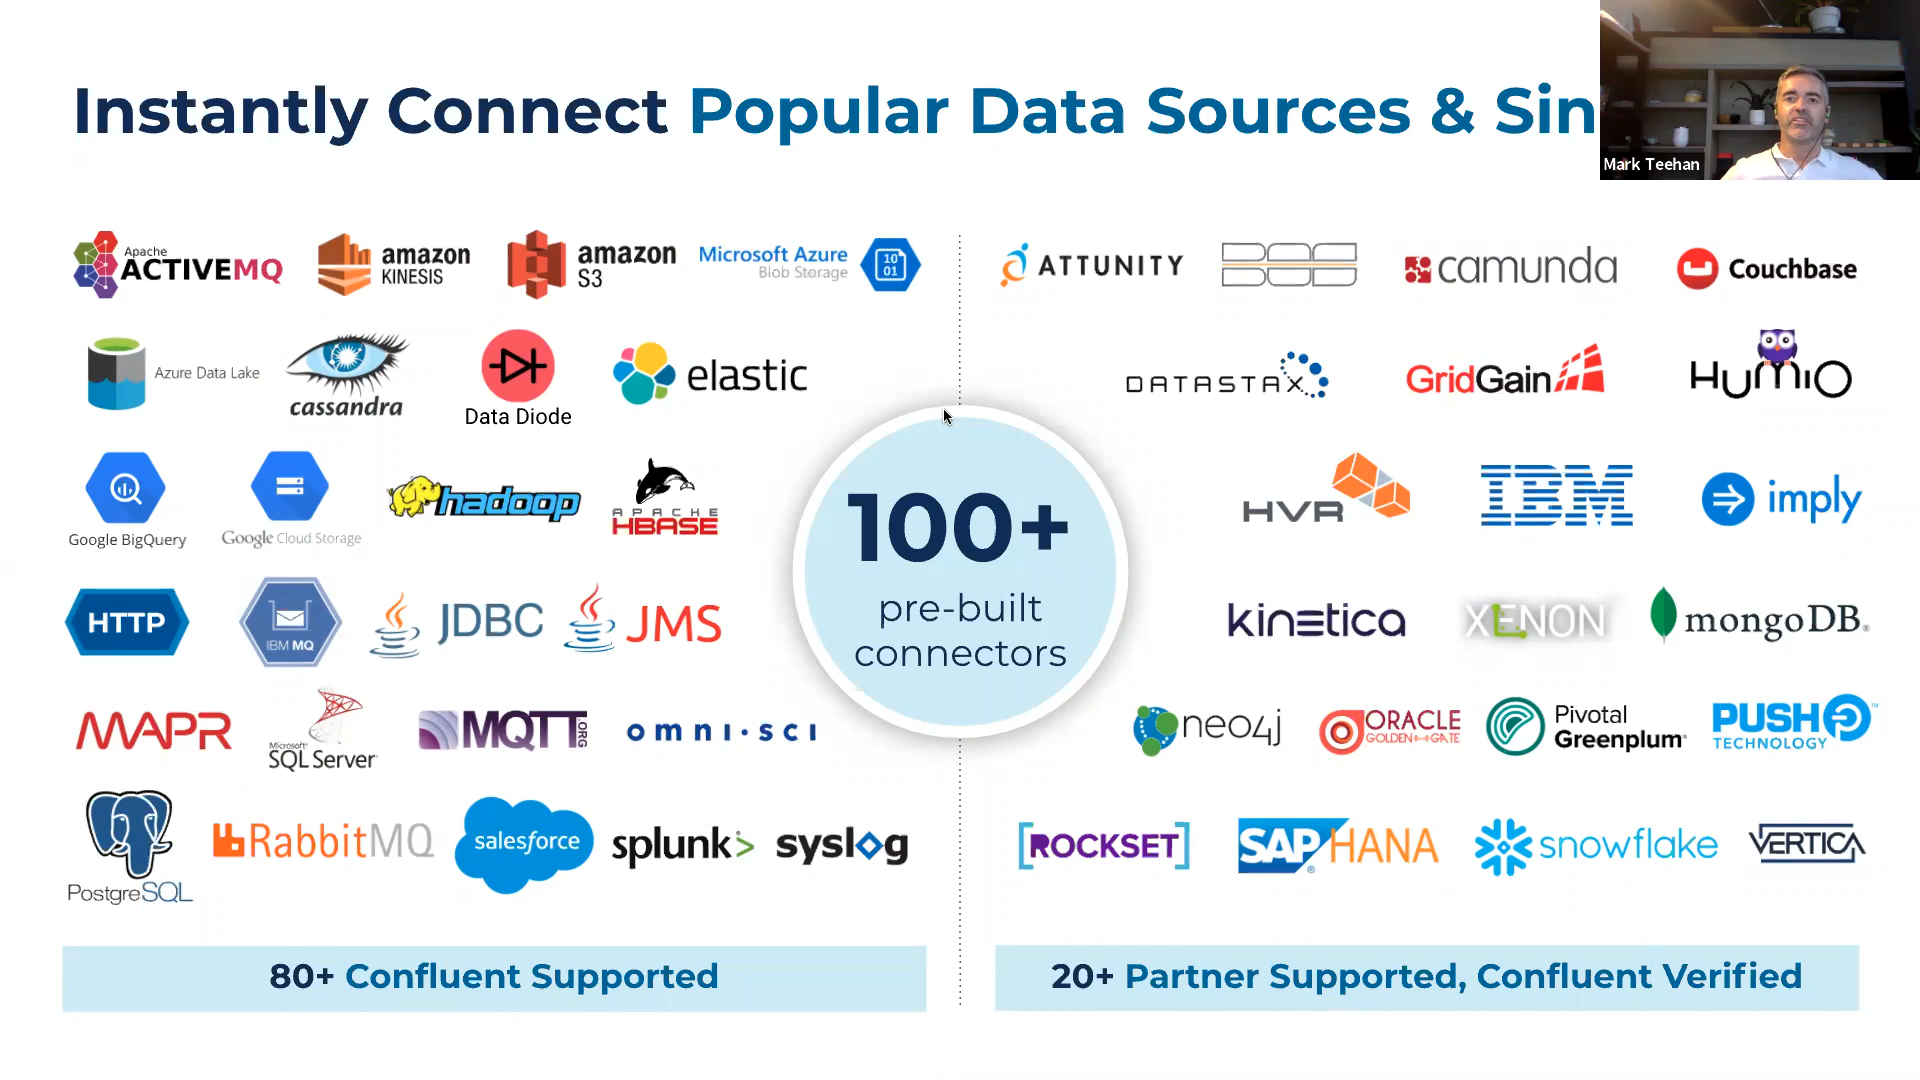 Instantly Connect Popular Data Sources & Sin
Mark Teehan
Apache
ACTIVEMQ
amazon
KINESIS
amazon
S3
Microsoft Azure
Blob Storage
10
01
ATTUNITY
camunda
Couchbase
Azure Data Lake
cassandra
Data Diode
elastic
DATASTAX
GridGain
HUMIO
Google BigQuery
Google Cloud Storage
hadoop
APACHE
HBASE
100+
pre-built
connectors
HVR
IBM
imply
HTTP
IBM MQ
JDBC
JMS
kinetica
XENON
mongoDB®
MAPR
Microsoft®
SQL Server®
MQTT.ORG
omni·sci
neo4j
ORACLE
GOLDEN GATE
Pivotal
Greenplum™
PUSH
TECHNOLOGY
™
PostgreSQL
RabbitMQ
salesforce
splunk>
syslog
[ROCKSET]
SAP® HANA
snowflake
VERTICA
80+ Confluent Supported
20+ Partner Supported, Confluent Verified